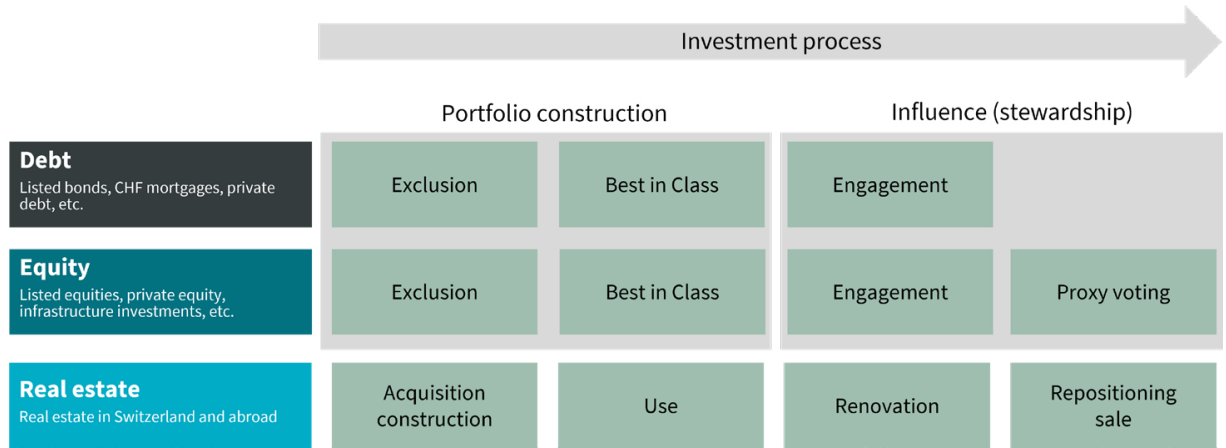 Investment process
Portfolio construction
Influence (stewardship)
Debt
Listed bonds, CHF mortgages, private
debt, etc.
Exclusion
Best in Class
Engagement
Equity
Listed equities, private equity,
infrastructure investments, etc.
Exclusion
Best in Class
Engagement
Proxy voting
Real estate
Real estate in Switzerland and abroad
Acquisition
construction
Use
Renovation
Repositioning
sale